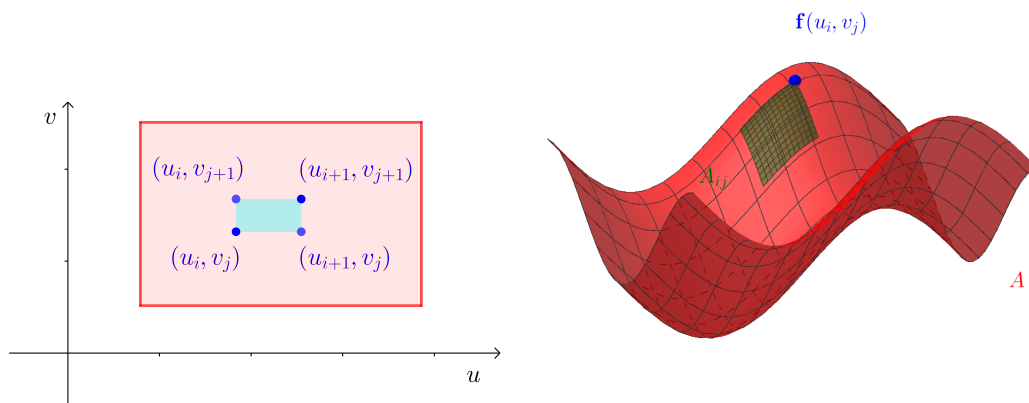 v
(u_i, v_{j+1})
(u_{i+1}, v_{j+1})
(u_i, v_j)
(u_{i+1}, v_j)
u
𝐟(u_i, v_j)
A_{ij}
A